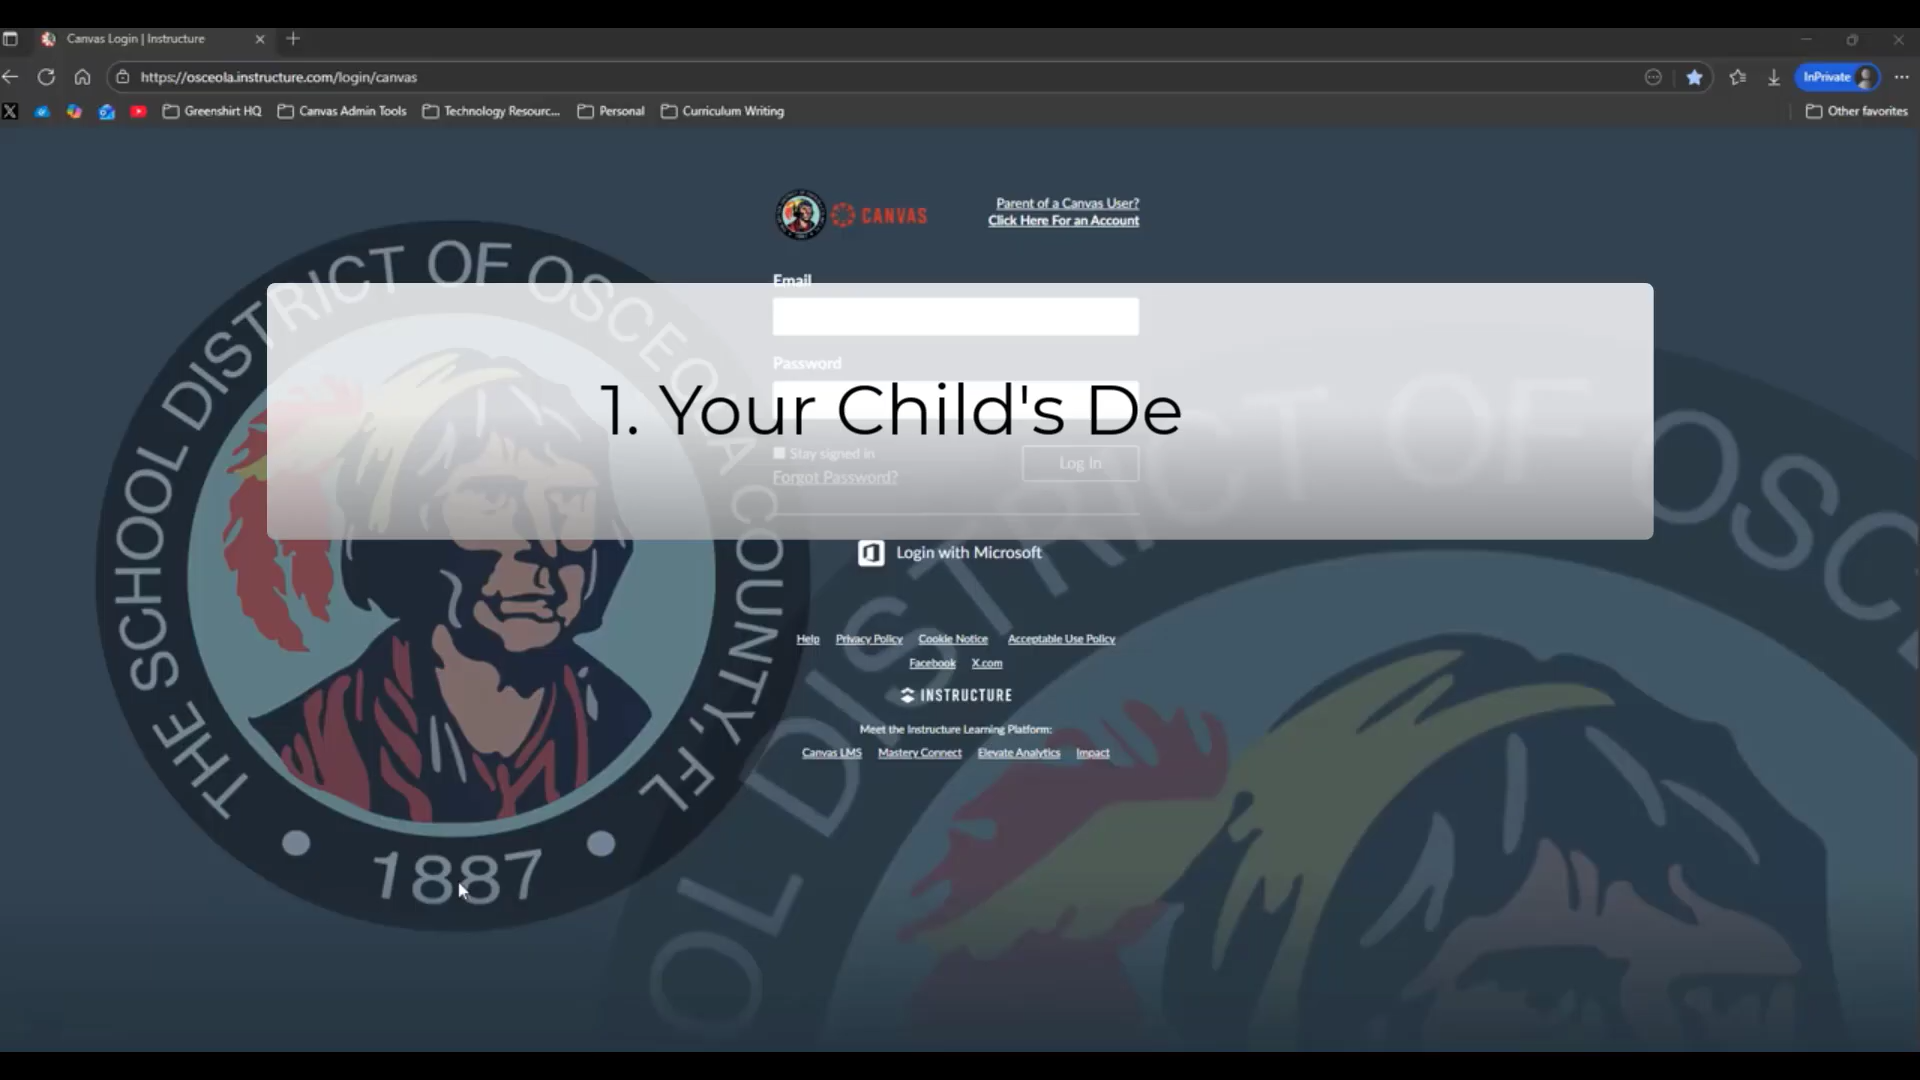 Canvas Login | Instructure
https://osceola.instructure.com/login/canvas
InPrivate
X Greenshirt HQ Canvas Admin Tools Technology Resourc... Personal Curriculum Writing Other favorites
THE SCHOOL DISTRICT OF OSCEOLA COUNTY, FL
1887
CANVAS
Parent of a Canvas User?
Click Here For an Account
Email
Password
1. Your Child's De
Stay signed in
Forgot Password?
Log In
Login with Microsoft
Help Privacy Policy Cookie Notice Acceptable Use Policy
Facebook X.com
INSTRUCTURE
Meet the Instructure Learning Platform:
Canvas LMS Mastery Connect Elevate Analytics Impact
OL DISTRICT OF OSC